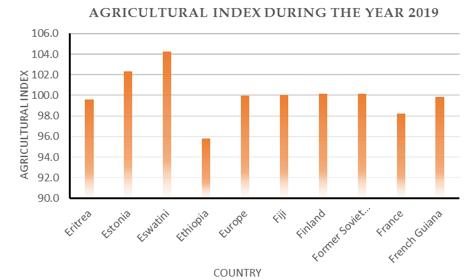 AGRICULTURAL INDEX DURING THE YEAR 2019
AGRICULTURAL INDEX
106.0
104.0
102.0
100.0
98.0
96.0
94.0
92.0
90.0
Eritrea
Estonia
Eswatini
Ethiopia
Europe
Fiji
Finland
Former Soviet...
France
French Guiana
COUNTRY